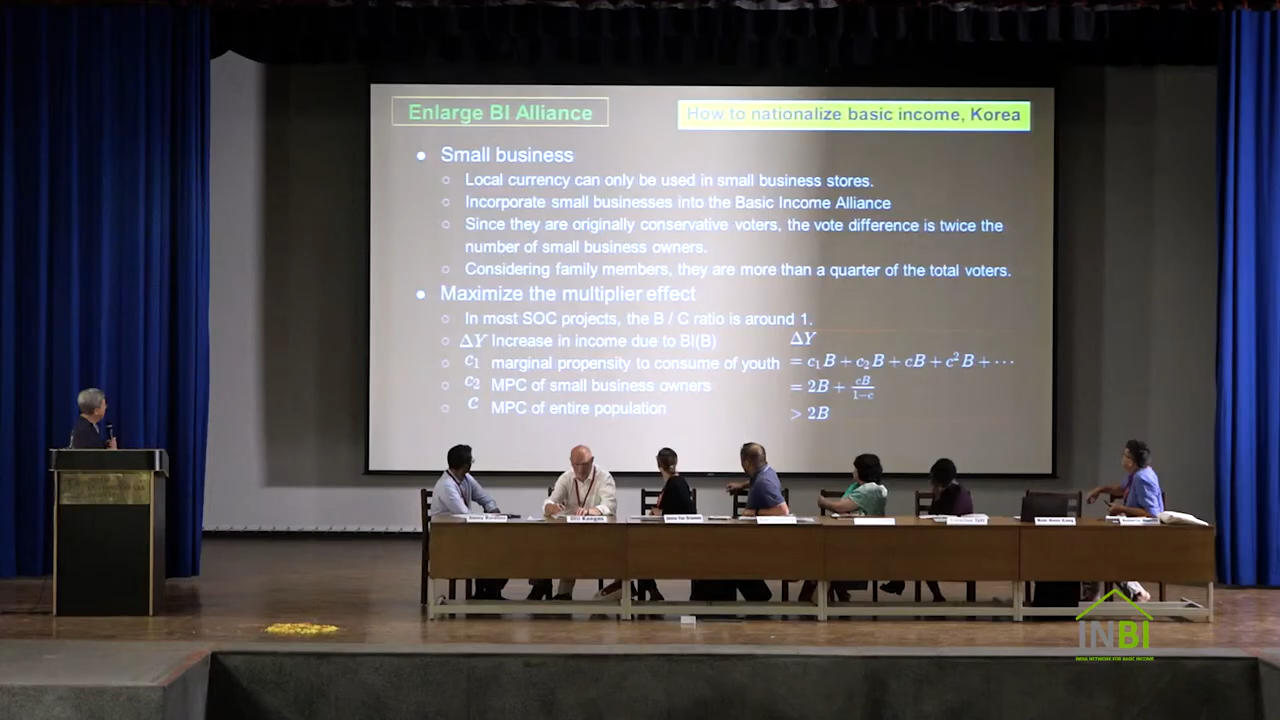 Enlarge BI Alliance
How to nationalize basic income, Korea
● Small business
○ Local currency can only be used in small business stores.
○ Incorporate small businesses into the Basic Income Alliance
○ Since they are originally conservative voters, the vote difference is twice the
number of small business owners.
○ Considering family members, they are more than a quarter of the total voters.
● Maximize the multiplier effect
○ In most SOC projects, the B / C ratio is around 1.
○ ΔY Increase in income due to BI(B)
○ c₁ marginal propensity to consume of youth
○ c₂ MPC of small business owners
○ c MPC of entire population
ΔY
= c₁B + c₂B + cB + c²B + ···
= 2B + cB/1−c
> 2B
INBI
INDIA NETWORK FOR BASIC INCOME